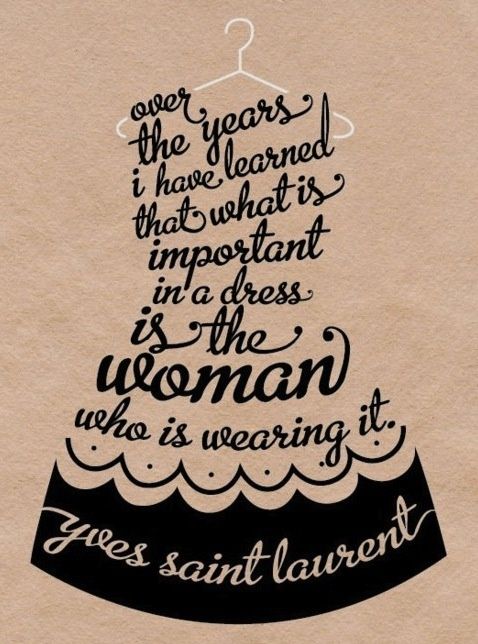 over
the years
i have learned
that what is
important
in a dress
is the
woman
who is wearing it.
yves saint laurent